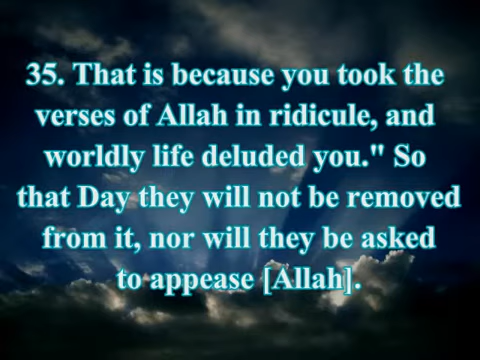 35. That is because you took the
verses of Allah in ridicule, and
worldly life deluded you." So
that Day they will not be removed
from it, nor will they be asked
to appease [Allah].